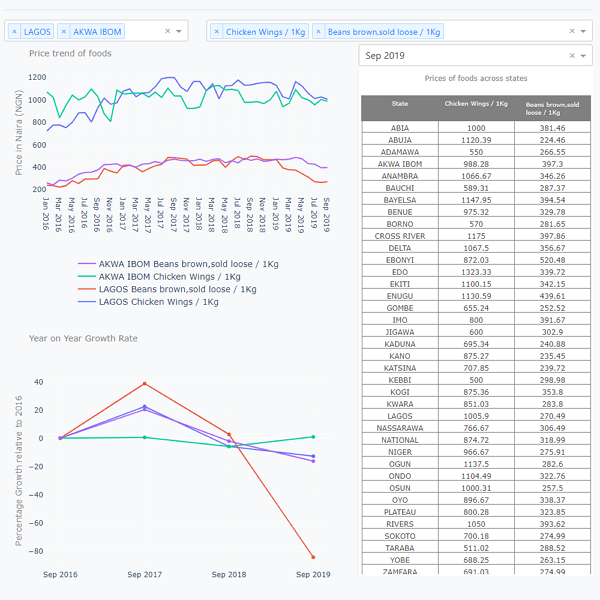 × LAGOS × AKWA IBOM ×
× Chicken Wings / 1Kg × Beans brown,sold loose / 1Kg ×
Price trend of foods
Price in Naira (NGN)
1200
1000
800
600
400
200
Jan 2016
Mar 2016
May 2016
Jul 2016
Sep 2016
Nov 2016
Jan 2017
Mar 2017
May 2017
Jul 2017
Sep 2017
Nov 2017
Jan 2018
Mar 2018
May 2018
Jul 2018
Sep 2018
Nov 2018
Jan 2019
Mar 2019
May 2019
Jul 2019
Sep 2019
AKWA IBOM Beans brown,sold loose / 1Kg
AKWA IBOM Chicken Wings / 1Kg
LAGOS Beans brown,sold loose / 1Kg
LAGOS Chicken Wings / 1Kg
Year on Year Growth Rate
Percentage Growth relative to 2016
40
20
0
−20
−40
−60
−80
Sep 2016 Sep 2017 Sep 2018 Sep 2019
Sep 2019 ×
Prices of foods across states
State Chicken Wings / 1Kg Beans brown,sold
loose / 1Kg
ABIA 1000 381.46
ABUJA 1120.39 224.46
ADAMAWA 550 266.55
AKWA IBOM 988.28 397.3
ANAMBRA 1066.67 346.26
BAUCHI 589.31 287.37
BAYELSA 1147.95 394.54
BENUE 975.32 329.78
BORNO 570 281.65
CROSS RIVER 1175 397.86
DELTA 1067.5 356.67
EBONYI 872.03 520.48
EDO 1323.33 339.72
EKITI 1100.15 342.15
ENUGU 1130.59 439.61
GOMBE 655.24 252.52
IMO 800 391.67
JIGAWA 600 302.9
KADUNA 695.34 240.88
KANO 875.27 235.45
KATSINA 707.85 239.72
KEBBI 500 298.98
KOGI 875.36 353.8
KWARA 851.03 283.8
LAGOS 1005.9 270.49
NASSARAWA 766.67 306.49
NATIONAL 874.72 318.99
NIGER 966.67 275.91
OGUN 1137.5 282.6
ONDO 1104.49 322.76
OSUN 1000.31 257.5
OYO 896.67 338.37
PLATEAU 800.28 323.85
RIVERS 1050 393.62
SOKOTO 700.18 274.99
TARABA 511.02 288.52
YOBE 688.25 263.15
ZAMFARA 691.03 274.99